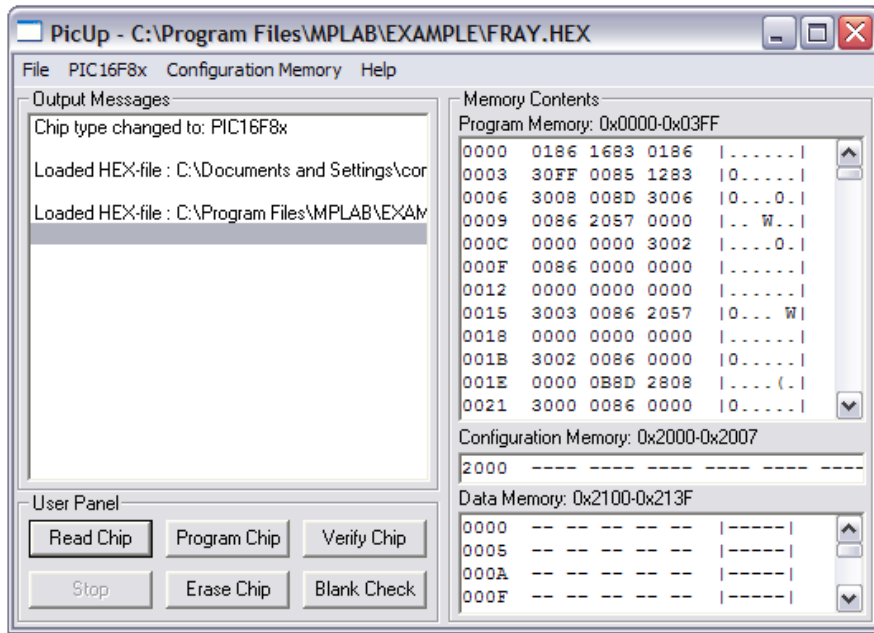 PicUp - C:\Program Files\MPLAB\EXAMPLE\FRAY.HEX
File PIC16F8x Configuration Memory Help
Output Messages
Chip type changed to: PIC16F8x
Loaded HEX-file : C:\Documents and Settings\cor
Loaded HEX-file : C:\Program Files\MPLAB\EXAM
Memory Contents
Program Memory: 0x0000-0x03FF
0000 0186 1683 0186 |......|
0003 30FF 0085 1283 |0.....|
0006 3008 008D 3006 |0...0.|
0009 0086 2057 0000 |.. W..|
000C 0000 0000 3002 |....0.|
000F 0086 0000 0000 |......|
0012 0000 0000 0000 |......|
0015 3003 0086 2057 |0... W|
0018 0000 0000 0000 |......|
001B 3002 0086 0000 |0.....|
001E 0000 0B8D 2808 |....(.|
0021 3000 0086 0000 |0.....|
Configuration Memory: 0x2000-0x2007
2000 ---- ---- ---- ---- ---- ----
Data Memory: 0x2100-0x213F
0000 -- -- -- -- -- |-----|
0005 -- -- -- -- -- |-----|
000A -- -- -- -- -- |-----|
000F -- -- -- -- -- |-----|
User Panel
Read Chip Program Chip Verify Chip
Stop Erase Chip Blank Check